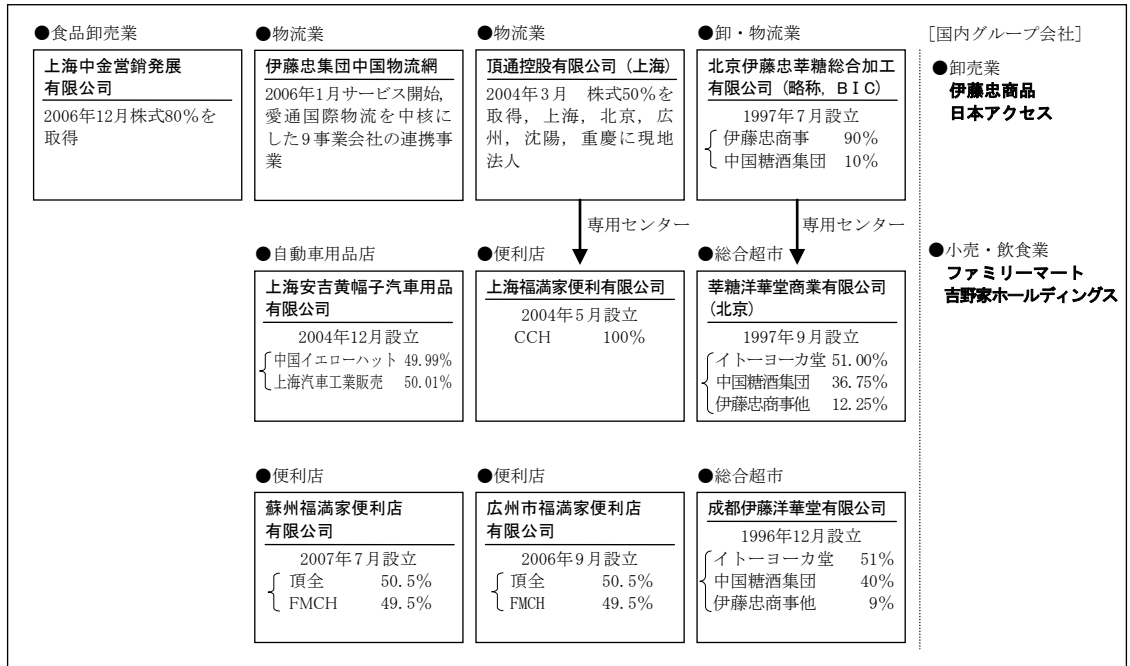 ●食品卸売業
上海中金営銷発展
有限公司
2006年12月株式80%を
取得
●物流業
伊藤忠集団中国物流網
2006年1月サービス開始，
愛通国際物流を中核に
した9事業会社の連携事
業
●物流業
頂通控股有限公司（上海）
2004年3月　株式50%を
取得，上海，北京，広
州，沈陽，重慶に現地
法人
●卸・物流業
北京伊藤忠莘糖総合加工
有限公司（略称，BIC）
1997年7月設立
伊藤忠商事　90%
中国糖酒集団　10%
［国内グループ会社］
●卸売業
伊藤忠商品
日本アクセス
専用センター
専用センター
●自動車用品店
上海安吉黄幅子汽車用品
有限公司
2004年12月設立
中国イエローハット 49.99%
上海汽車工業販売　50.01%
●便利店
上海福満家便利有限公司
2004年5月設立
CCH　100%
●総合超市
莘糖洋華堂商業有限公司
（北京）
1997年9月設立
イトーヨーカ堂 51.00%
中国糖酒集団　36.75%
伊藤忠商事他　12.25%
●小売・飲食業
ファミリーマート
吉野家ホールディングス
●便利店
蘇州福満家便利店
有限公司
2007年7月設立
頂全　50.5%
FMCH　49.5%
●便利店
広州市福満家便利店
有限公司
2006年9月設立
頂全　50.5%
FMCH　49.5%
●総合超市
成都伊藤洋華堂有限公司
1996年12月設立
イトーヨーカ堂　51%
中国糖酒集団　40%
伊藤忠商事他　9%